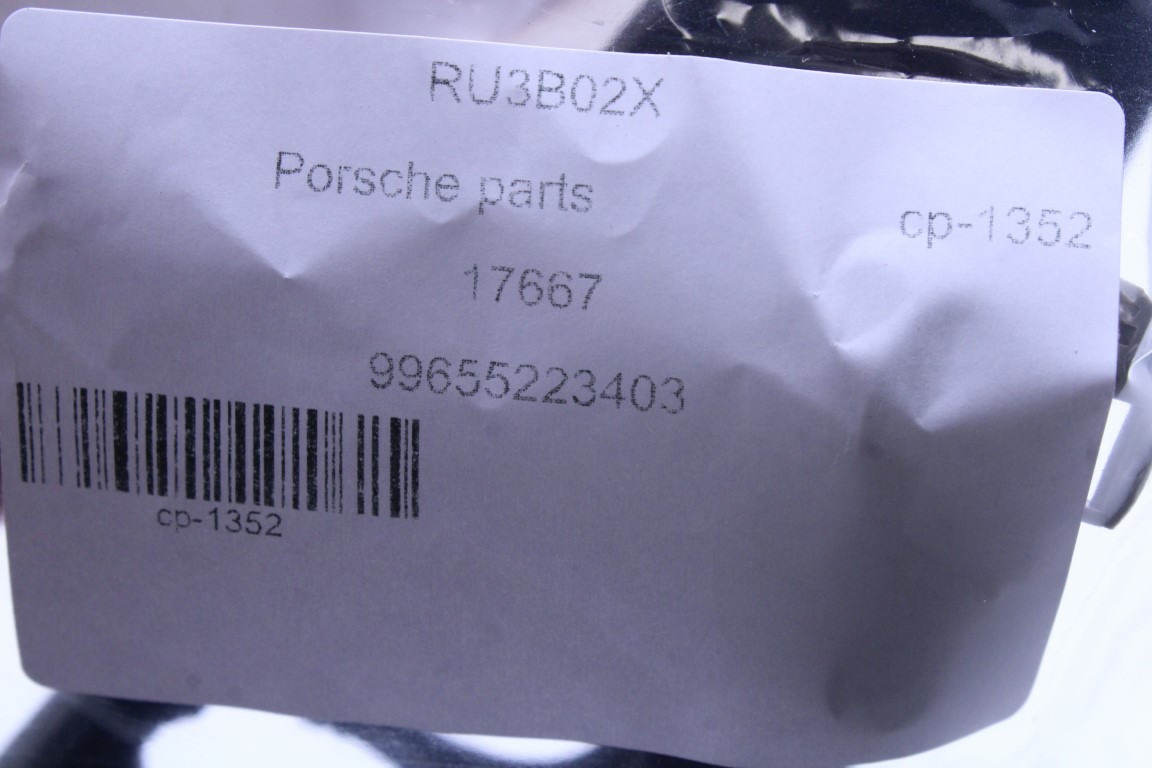 RU3B02X
Porsche parts
cp-1352
17667
99655223403
cp-1352